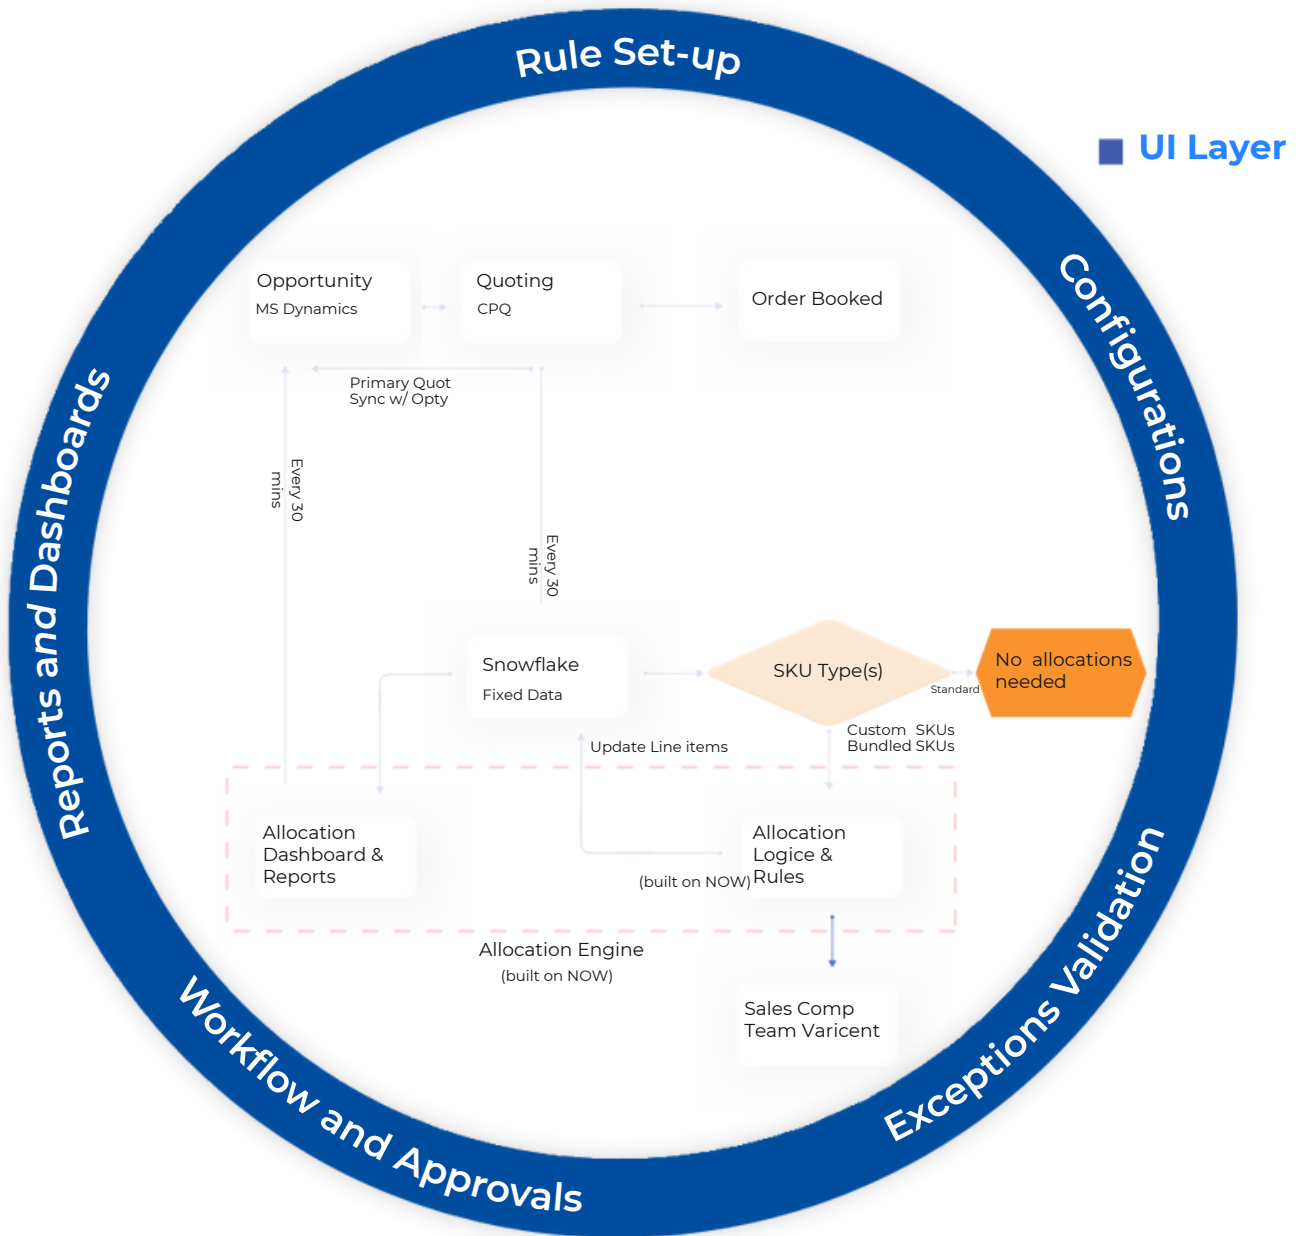 Rule Set-up
UI Layer
Configurations
Opportunity
MS Dynamics
Quoting
CPQ
Order Booked
Primary Quot
Sync w/ Opty
Every 30
mins
Every 30
mins
Reports and Dashboards
Snowflake
Fixed Data
SKU Type(s)
Standard
No allocations
needed
Custom SKUs
Bundled SKUs
Update Line items
Allocation
Dashboard &
Reports
(built on NOW)
Allocation
Logice &
Rules
Allocation Engine
(built on NOW)
Sales Comp
Team Varicent
Exceptions Validation
Workflow and Approvals